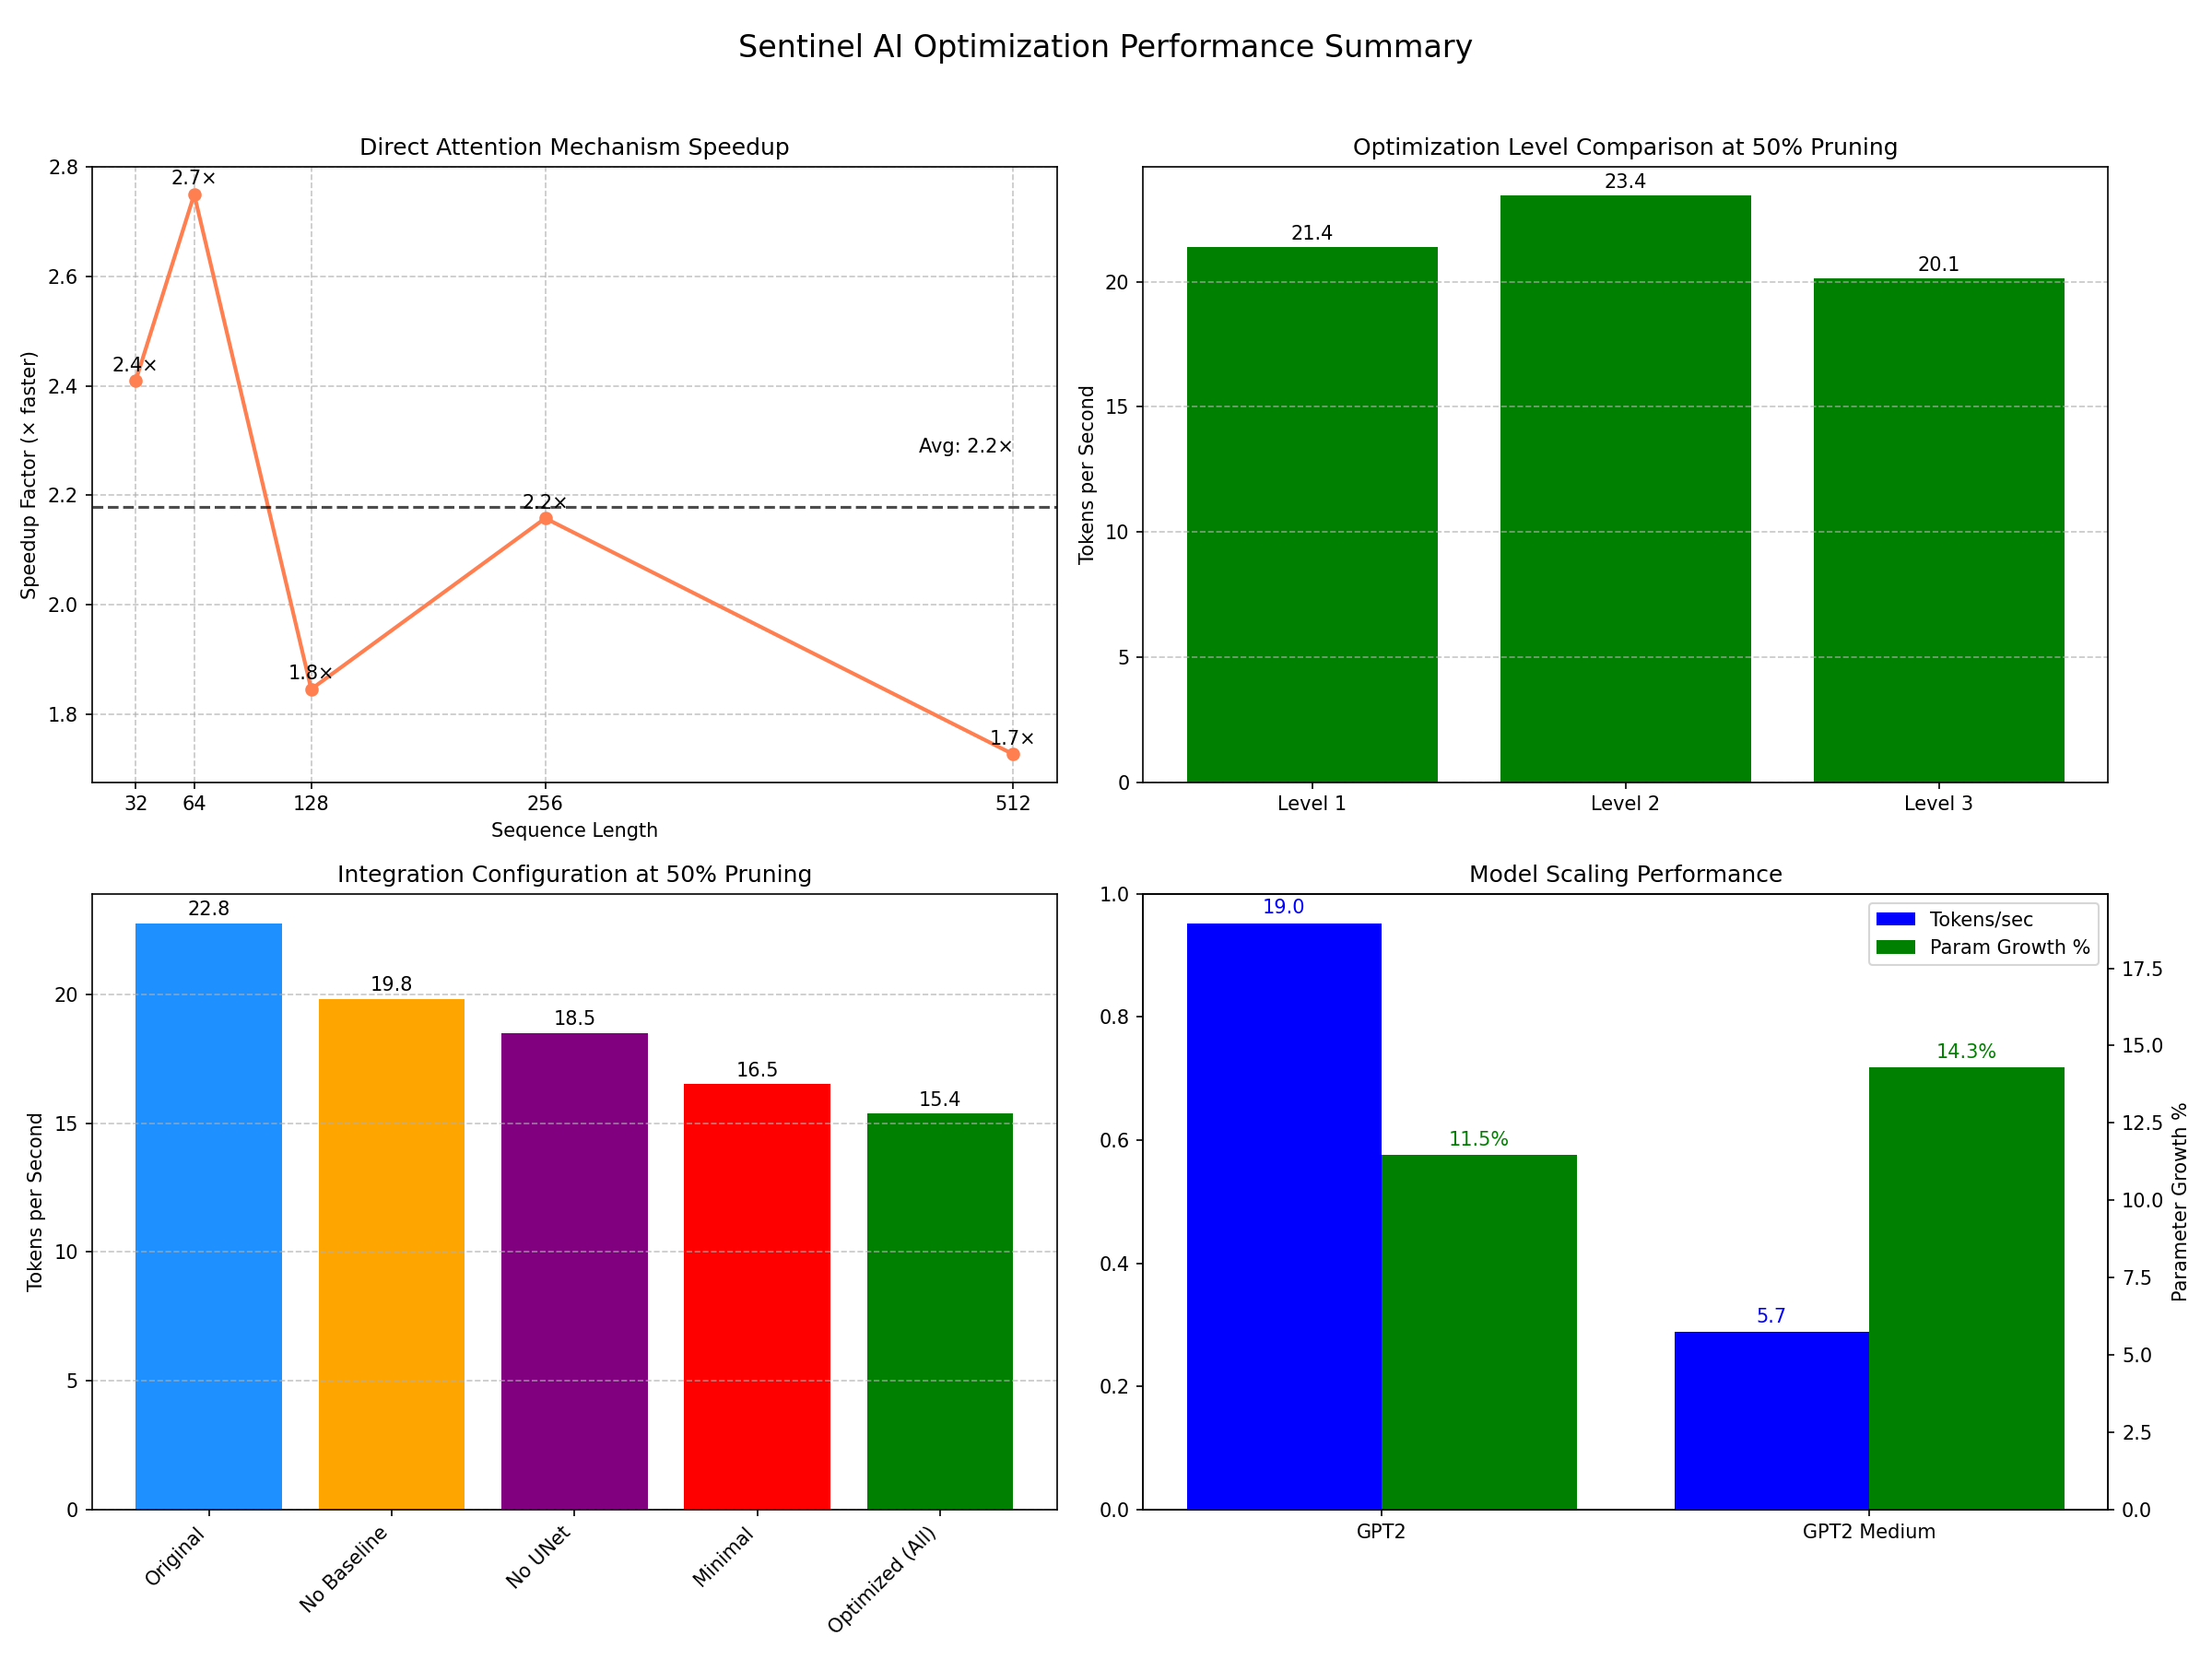 Sentinel AI Optimization Performance Summary
Direct Attention Mechanism Speedup
Speedup Factor (× faster)
2.8
2.6
2.4
2.2
2.0
1.8
2.4×
2.7×
1.8×
2.2×
1.7×
Avg: 2.2×
32 64 128 256 512
Sequence Length
Optimization Level Comparison at 50% Pruning
Tokens per Second
20
15
10
5
0
21.4
23.4
20.1
Level 1 Level 2 Level 3
Integration Configuration at 50% Pruning
Tokens per Second
20
15
10
5
0
22.8
19.8
18.5
16.5
15.4
Original
No Baseline
No UNet
Minimal
Optimized (All)
Model Scaling Performance
1.0
0.8
0.6
0.4
0.2
0.0
19.0
11.5%
5.7
14.3%
Tokens/sec
Param Growth %
17.5
15.0
12.5
10.0
7.5
5.0
2.5
0.0
Parameter Growth %
GPT2 GPT2 Medium